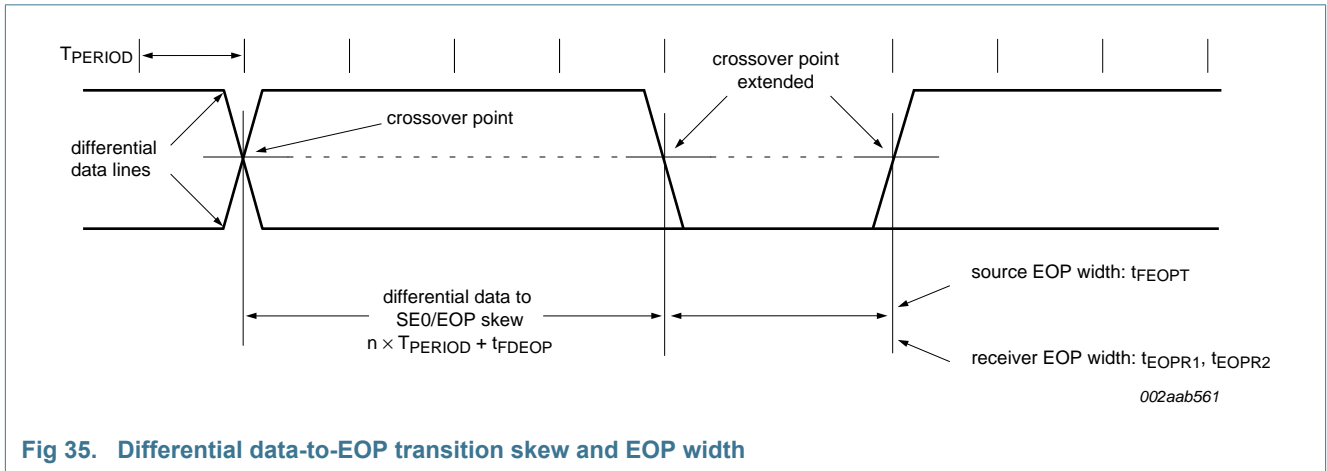 TPERIOD
crossover point
extended
crossover point
differential
data lines
source EOP width: tFEOPT
differential data to
SE0/EOP skew
n × TPERIOD + tFDEOP
receiver EOP width: tEOPR1, tEOPR2
002aab561
Fig 35. Differential data-to-EOP transition skew and EOP width